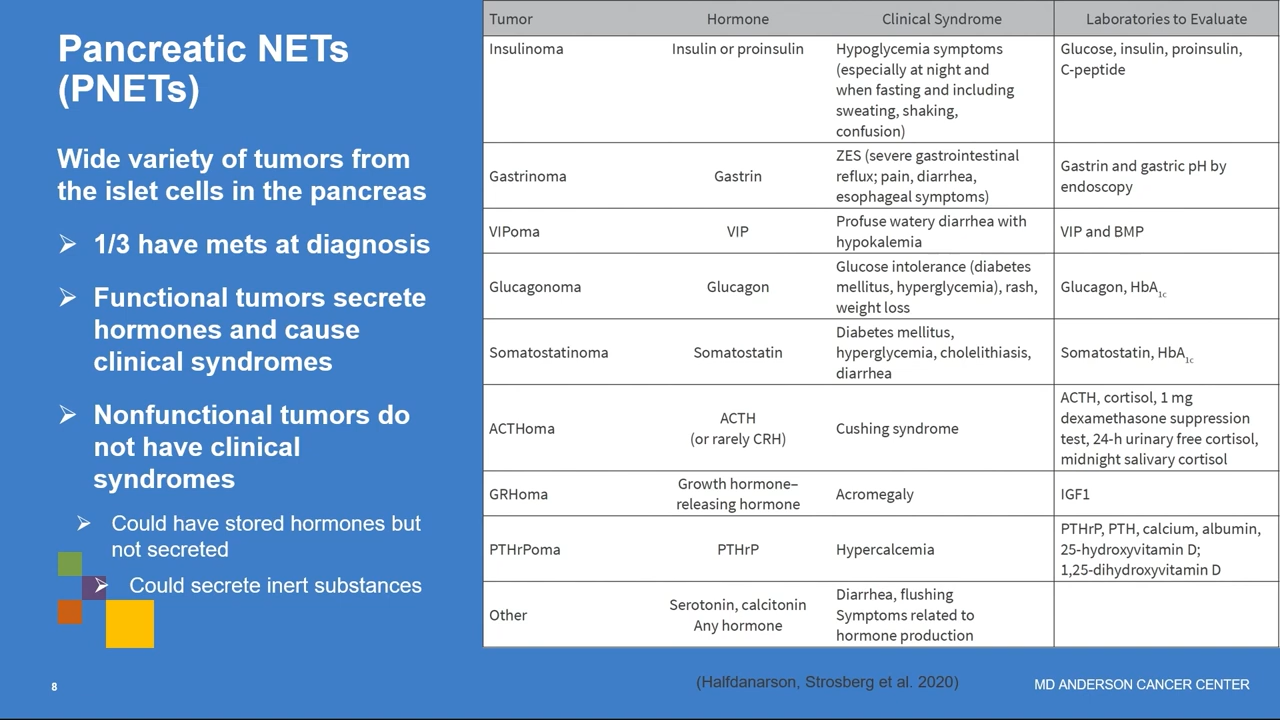 Pancreatic NETs
(PNETs)
Wide variety of tumors from
the islet cells in the pancreas
➢ 1/3 have mets at diagnosis
➢ Functional tumors secrete
hormones and cause
clinical syndromes
➢ Nonfunctional tumors do
not have clinical
syndromes
➢ Could have stored hormones but
not secreted
➢ Could secrete inert substances
8
Tumor Hormone Clinical Syndrome Laboratories to Evaluate
Insulinoma Insulin or proinsulin Hypoglycemia symptoms Glucose, insulin, proinsulin,
(especially at night and C-peptide
when fasting and including
sweating, shaking,
confusion)
ZES (severe gastrointestinal
Gastrinoma Gastrin reflux; pain, diarrhea, Gastrin and gastric pH by
esophageal symptoms) endoscopy
VIPoma VIP Profuse watery diarrhea with VIP and BMP
hypokalemia
Glucose intolerance (diabetes
Glucagonoma Glucagon mellitus, hyperglycemia), rash, Glucagon, HbA1c
weight loss
Diabetes mellitus,
Somatostatinoma Somatostatin hyperglycemia, cholelithiasis, Somatostatin, HbA1c
diarrhea
ACTH, cortisol, 1 mg
ACTHoma ACTH Cushing syndrome dexamethasone suppression
(or rarely CRH) test, 24-h urinary free cortisol,
midnight salivary cortisol
GRHoma Growth hormone– Acromegaly IGF1
releasing hormone
PTHrP, PTH, calcium, albumin,
PTHrPoma PTHrP Hypercalcemia 25-hydroxyvitamin D;
1,25-dihydroxyvitamin D
Diarrhea, flushing
Other Serotonin, calcitonin Symptoms related to
Any hormone hormone production
(Halfdanarson, Strosberg et al. 2020)
MD ANDERSON CANCER CENTER